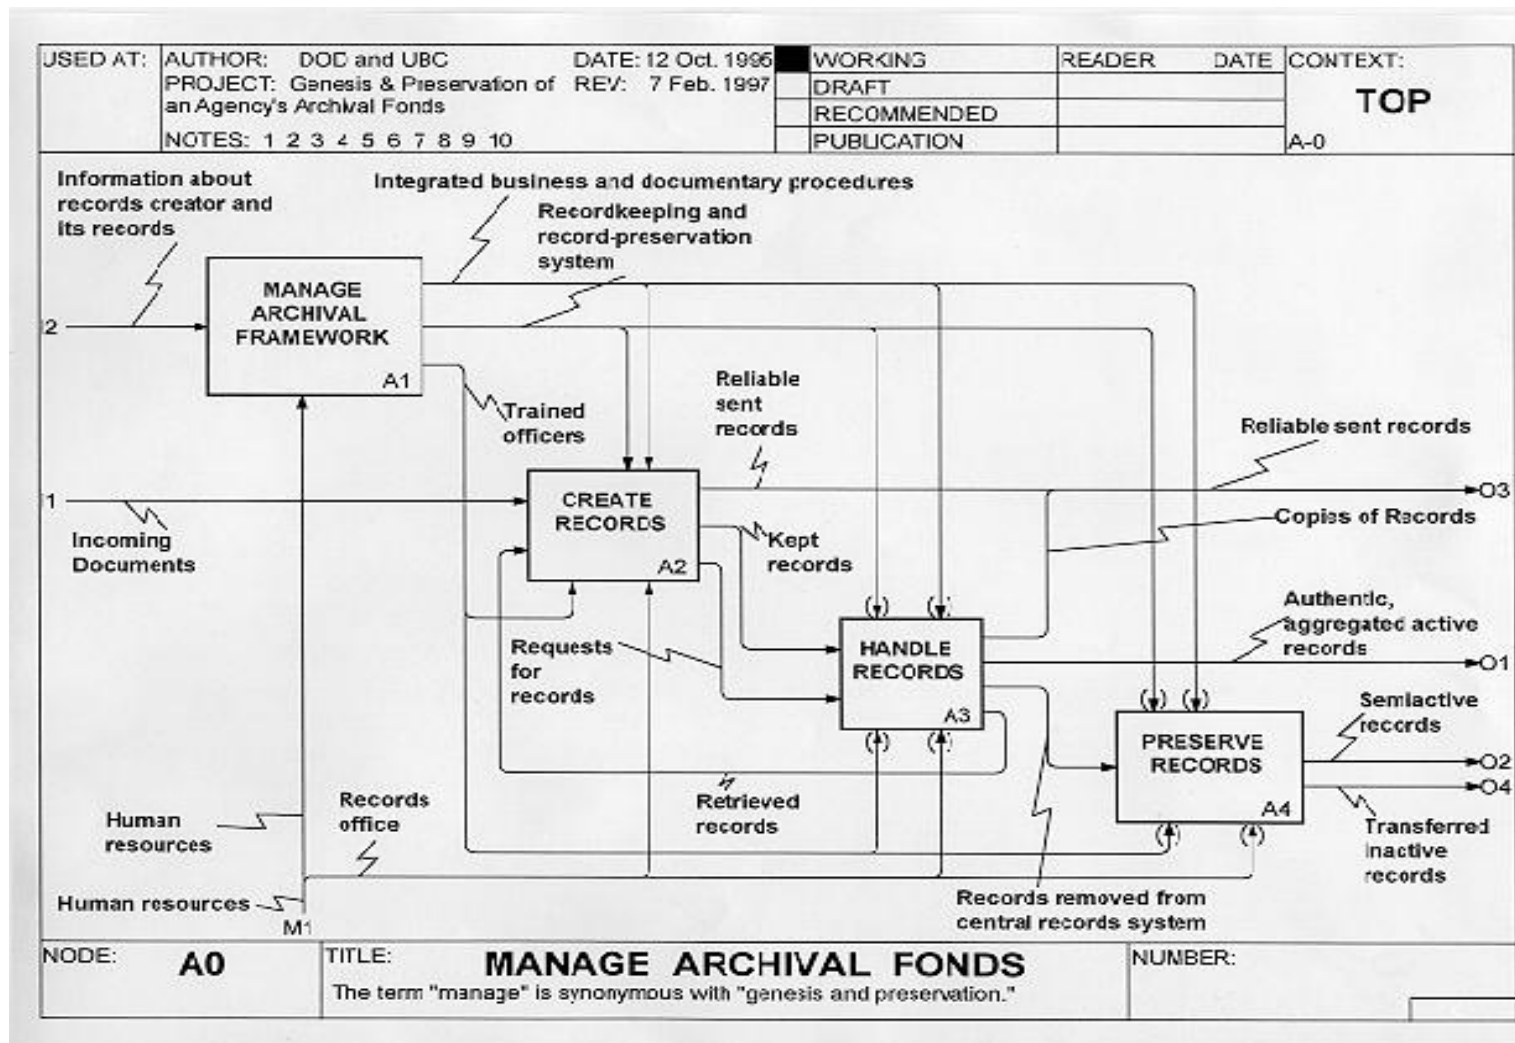 USED AT:
AUTHOR: DOD and UBC
DATE: 12 Oct. 1995
PROJECT: Genesis & Preservation of
an Agency's Archival Fonds
REV: 7 Feb. 1997
NOTES: 1 2 3 4 5 6 7 8 9 10
WORKING
DRAFT
RECOMMENDED
PUBLICATION
READER DATE
CONTEXT:
TOP
A-0
Information about
records creator and
its records
Integrated business and documentary procedures
Recordkeeping and
record-preservation
system
MANAGE
ARCHIVAL
FRAMEWORK
A1
I2
Trained
officers
Reliable
sent
records
Reliable sent records
I1
Incoming
Documents
CREATE
RECORDS
A2
Kept
records
O3
Copies of Records
Requests
for
records
HANDLE
RECORDS
A3
Authentic,
aggregated active
records
O1
Semiactive
records
PRESERVE
RECORDS
A4
O2
O4
Transferred
inactive
records
Retrieved
records
Records
office
Human
resources
Human resources
M1
Records removed from
central records system
NODE:
A0
TITLE:
MANAGE ARCHIVAL FONDS
The term "manage" is synonymous with "genesis and preservation."
NUMBER: